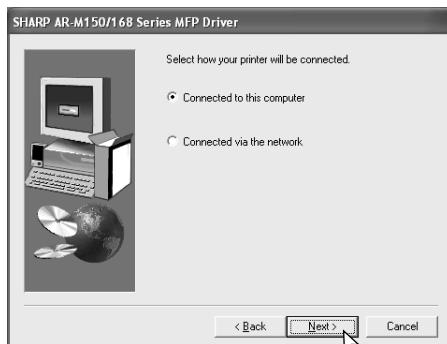 SHARP AR-M150/168 Series MFP Driver
Select how your printer will be connected.
Connected to this computer
Connected via the network
< Back Next > Cancel